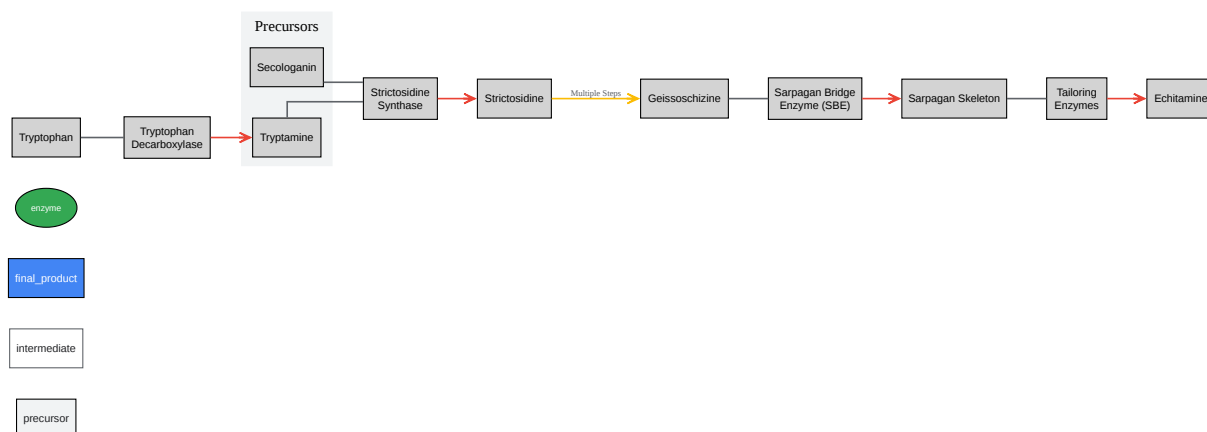 Precursors
Secologanin
Strictosidine
Synthase
Strictosidine
Multiple Steps
Geissoschizine
Sarpagan Bridge
Enzyme (SBE)
Sarpagan Skeleton
Tailoring
Enzymes
Echitamine
Tryptophan
Tryptophan
Decarboxylase
Tryptamine
enzyme
final_product
intermediate
precursor